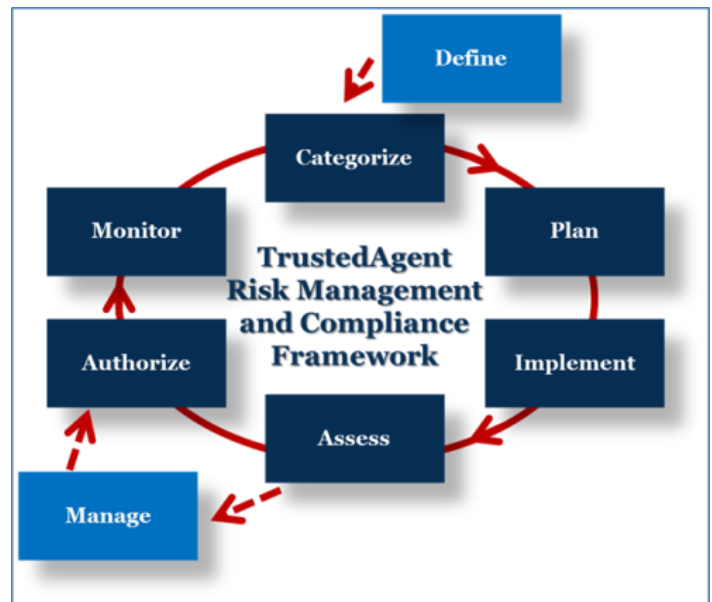 Define
Categorize
Monitor
Plan
TrustedAgent
Risk Management
and Compliance
Framework
Authorize
Implement
Assess
Manage